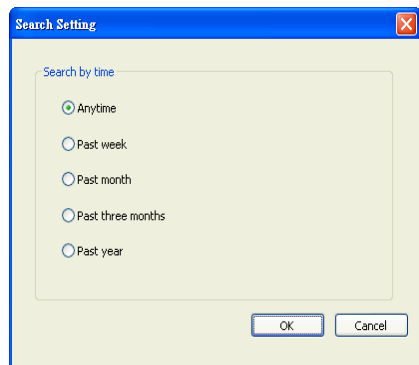 Search Setting
Search by time
Anytime
Past week
Past month
Past three months
Past year
OK
Cancel